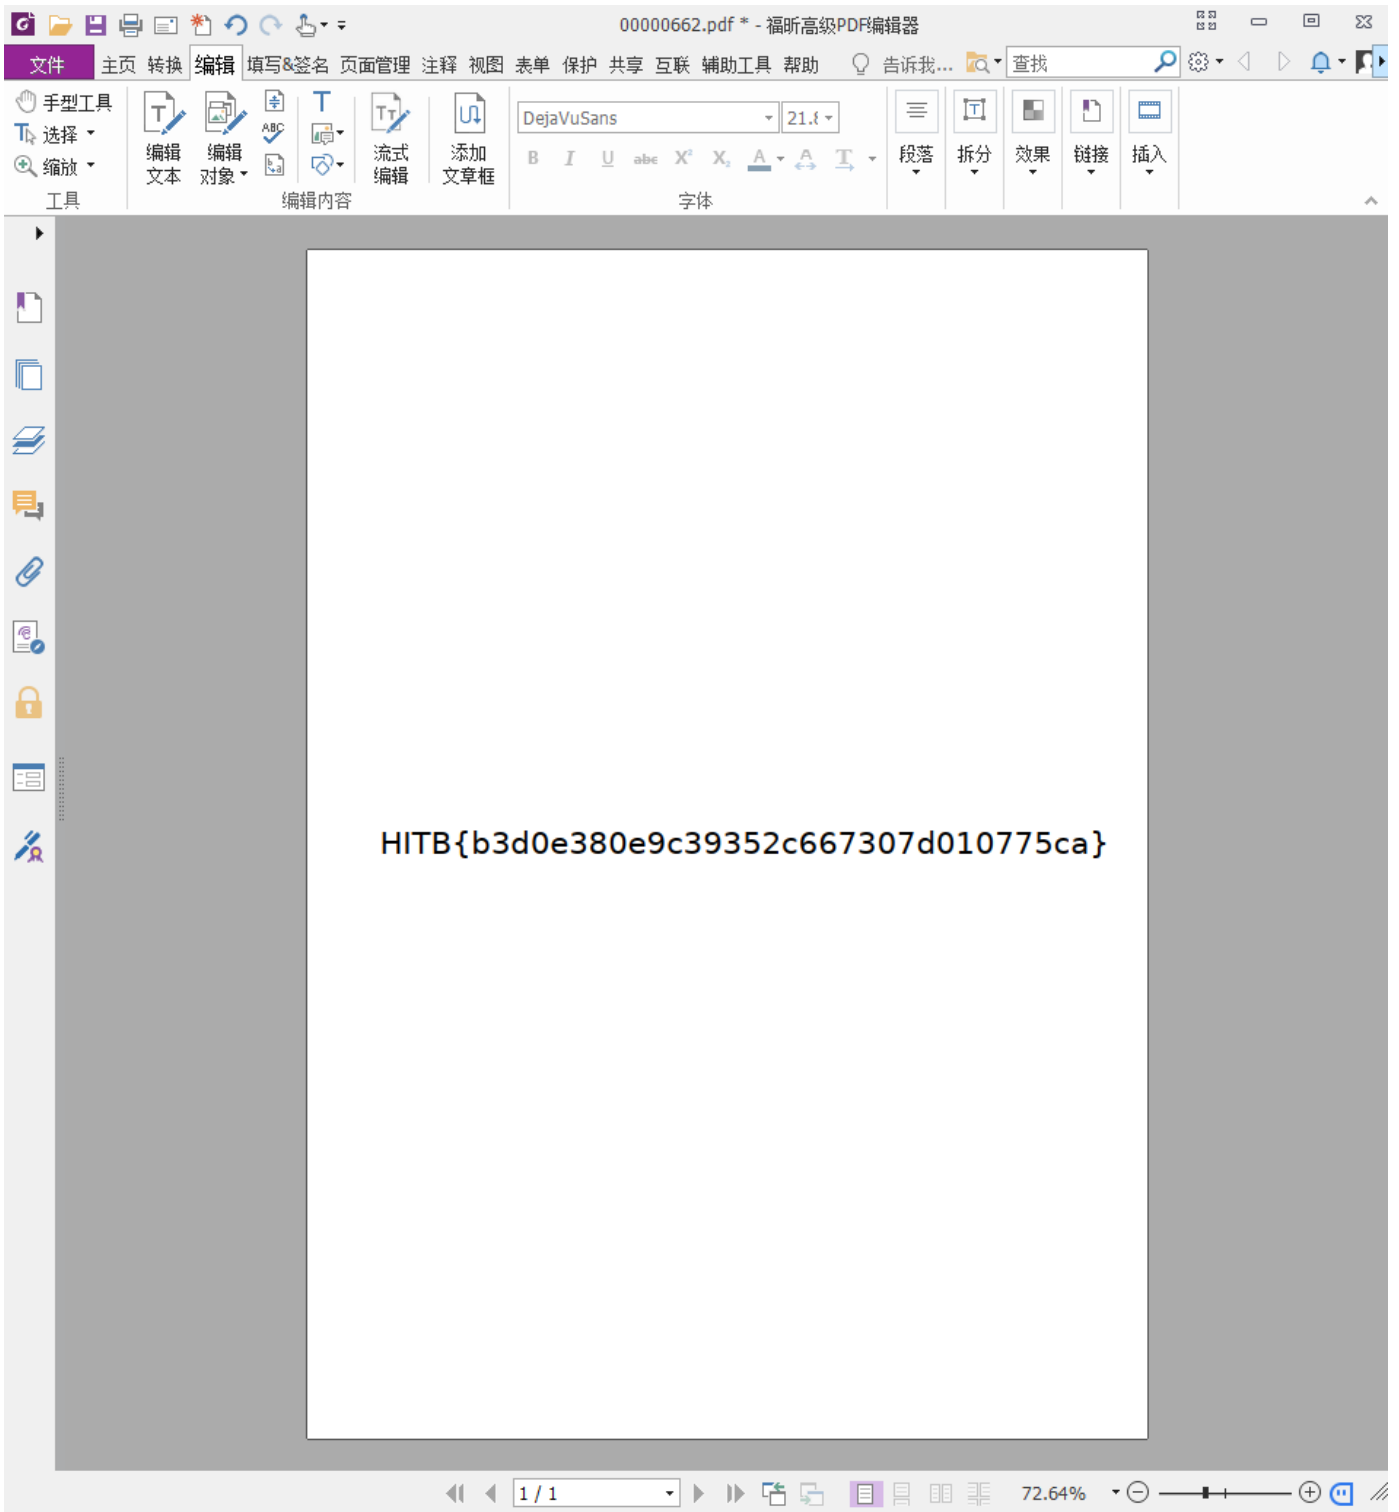 00000662.pdf * - 福昕高级PDF编辑器
文件 主页 转换 编辑 填写&签名 页面管理 注释 视图 表单 保护 共享 互联 辅助工具 帮助 告诉我... 查找
手型工具
选择
缩放
工具
编辑
文本
编辑
对象
ABC
流式
编辑
添加
文章框
编辑内容
DejaVuSans 21.8
B I U abc X² X₂ A A T
字体
段落 拆分 效果 链接 插入
HITB{b3d0e380e9c39352c667307d010775ca}
1 / 1 72.64%